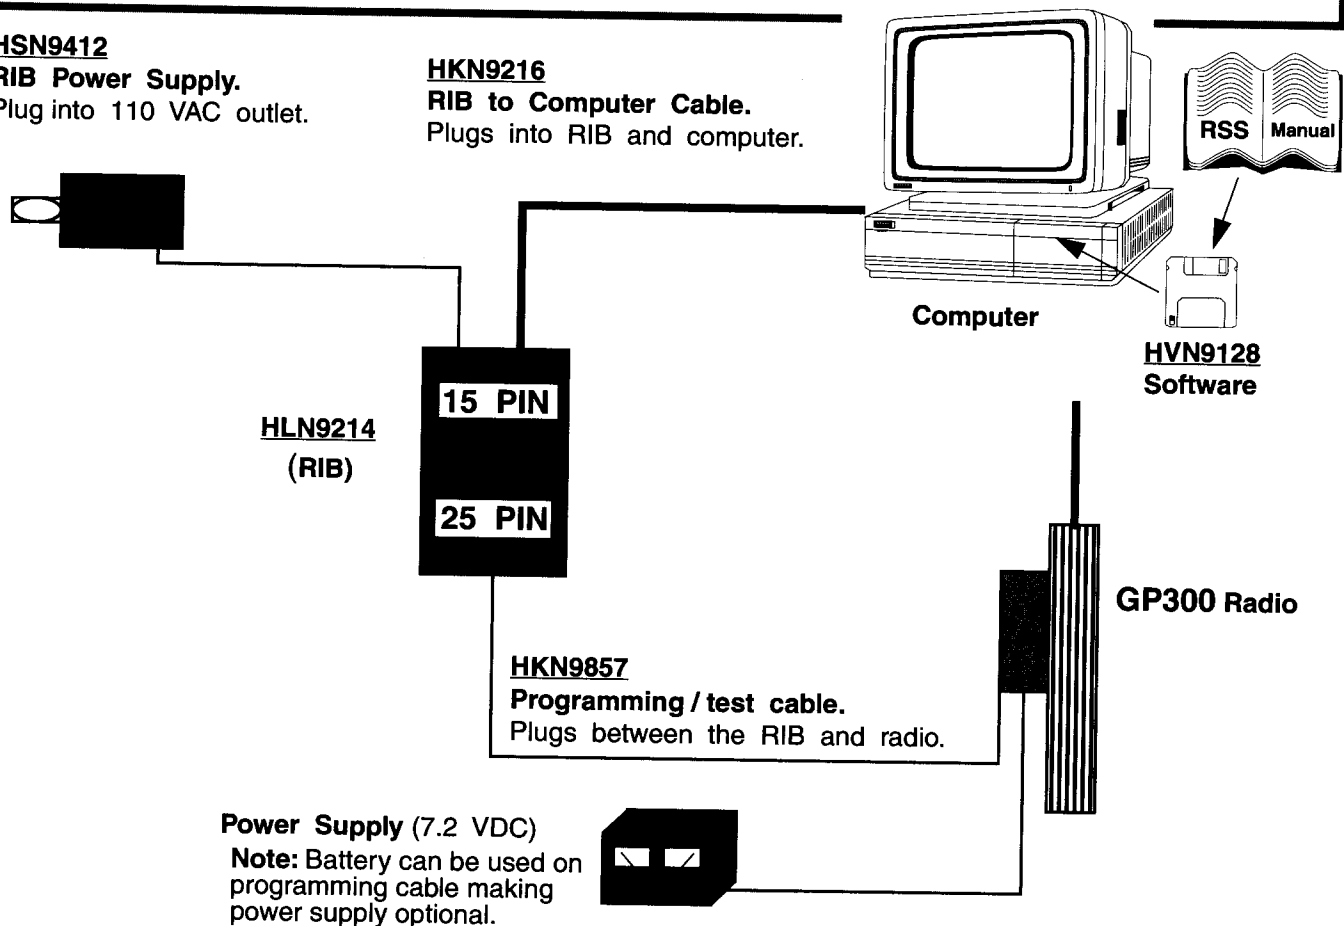 HSN9412
RIB Power Supply.
Plug into 110 VAC outlet.
HKN9216
RIB to Computer Cable.
Plugs into RIB and computer.
RSS Manual
Computer
HVN9128
Software
15 PIN
HLN9214
(RIB)
25 PIN
GP300 Radio
HKN9857
Programming / test cable.
Plugs between the RIB and radio.
Power Supply (7.2 VDC)
Note: Battery can be used on
programming cable making
power supply optional.